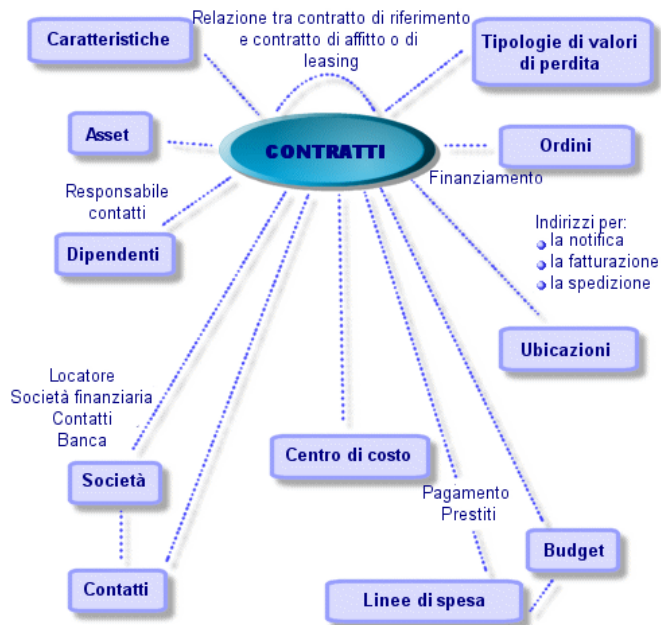 Relazione tra contratto di riferimento
e contratto di affitto o di
leasing
Caratteristiche
Tipologie di valori
di perdita
Asset
CONTRATTI
Ordini
Finanziamento
Responsabile
contatti
Dipendenti
Indirizzi per:
la notifica
la fatturazione
la spedizione
Ubicazioni
Locatore
Società finanziaria
Contatti
Banca
Centro di costo
Società
Pagamento
Prestiti
Budget
Contatti
Linee di spesa